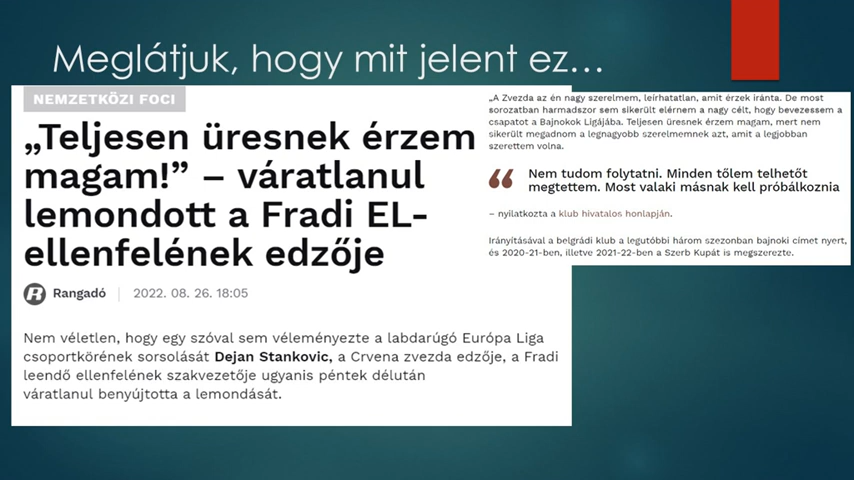 Meglátjuk, hogy mit jelent ez…
NEMZETKÖZI FOCI
„Teljesen üresnek érzem
magam!” – váratlanul
lemondott a Fradi EL-
ellenfelének edzője
Rangadó
2022. 08. 26. 18:05
Nem véletlen, hogy egy szóval sem véleményezte a labdarúgó Európa Liga
csoportkörének sorsolását Dejan Stankovic, a Crvena zvezda edzője, a Fradi
leendő ellenfelének szakvezetője ugyanis péntek délután
váratlanul benyújtotta a lemondását.
„A Zvezda az én nagy szerelmem, leírhatatlan, amit érzek iránta. De most
sorozatban harmadszor sem sikerült elérnem a nagy célt, hogy bevezessem a
csapatot a Bajnokok Ligájába. Teljesen üresnek érzem magam, mert nem
sikerült megadnom a legnagyobb szerelmemnek azt, amit a legjobban
szerettem volna.
Nem tudom folytatni. Minden tőlem telhetőt
megtettem. Most valaki másnak kell próbálkoznia
– nyilatkozta a klub hivatalos honlapján.
Irányításával a belgrádi klub a legutóbbi három szezonban bajnoki címet nyert,
és 2020-21-ben, illetve 2021-22-ben a Szerb Kupát is megszerezte.